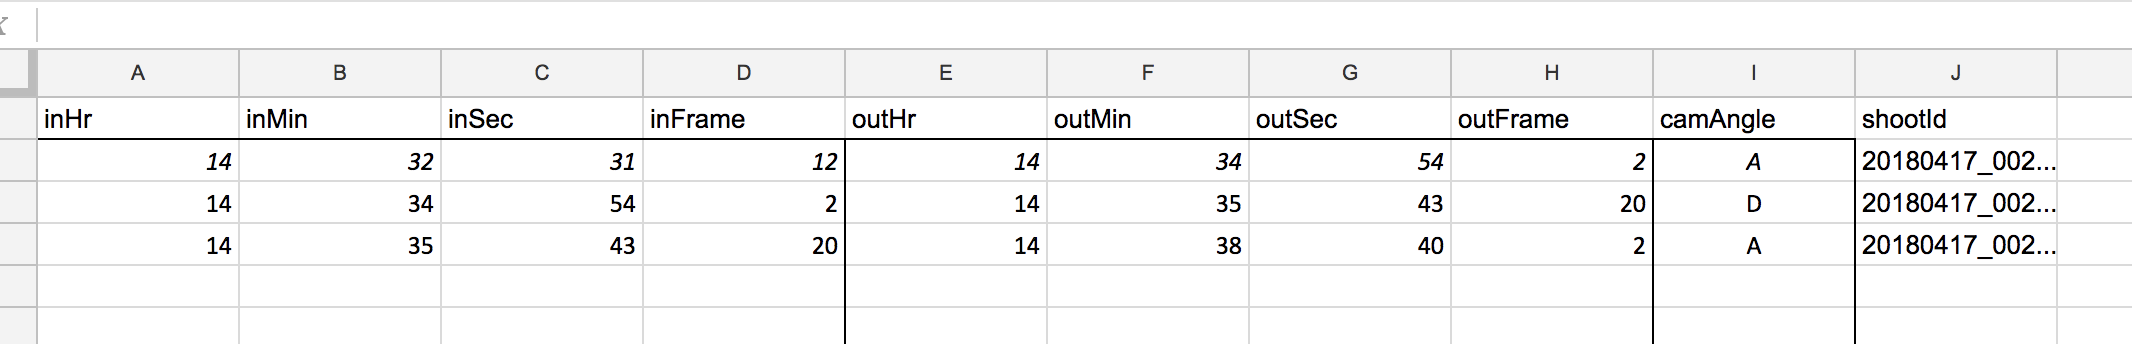 A B C D E F G H I J
inHr inMin inSec inFrame outHr outMin outSec outFrame camAngle shootId
14 32 31 12 14 34 54 2 A 20180417_002...
14 34 54 2 14 35 43 20 D 20180417_002...
14 35 43 20 14 38 40 2 A 20180417_002...